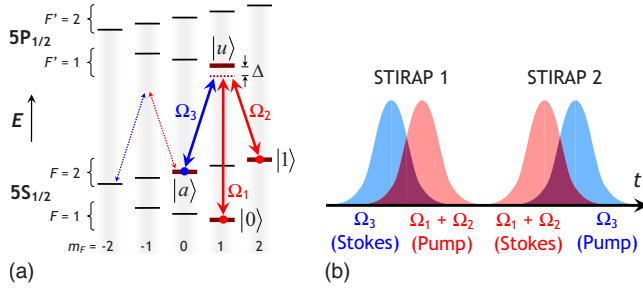 F' = 2
5P1/2
F' = 1
|u⟩
Δ
E
Ω3
Ω2
F = 2
|a⟩
|1⟩
5S1/2
Ω1
F = 1
|0⟩
mF = -2 -1 0 1 2
(a)
STIRAP 1 STIRAP 2
t
Ω3 Ω1 + Ω2 Ω1 + Ω2 Ω3
(Stokes) (Pump) (Stokes) (Pump)
(b)